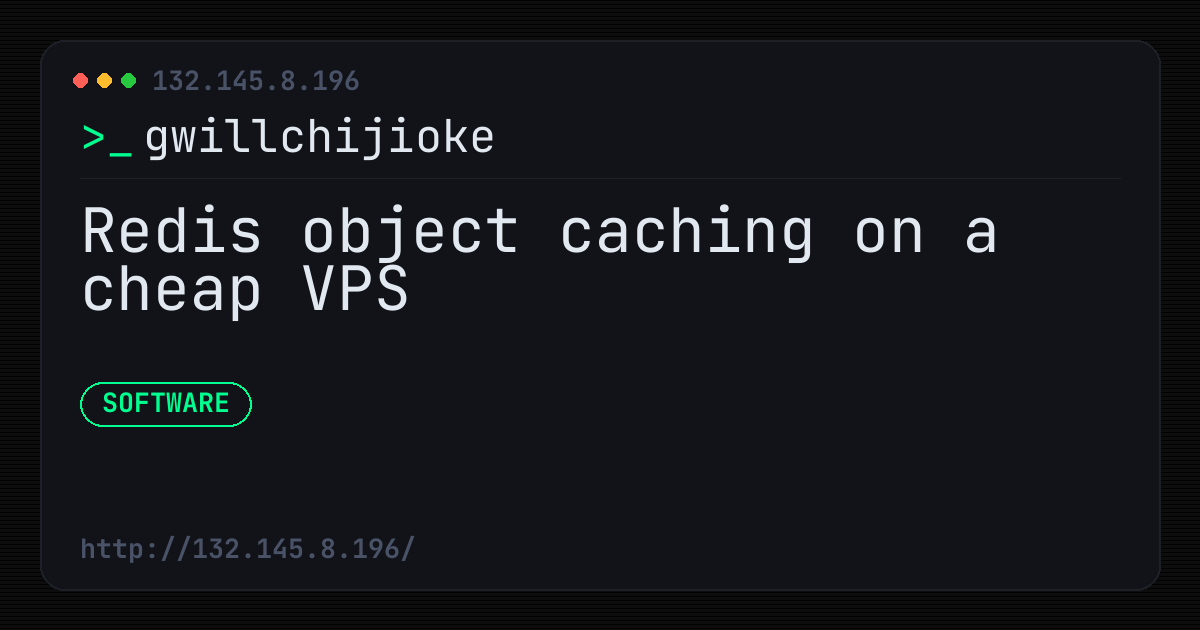 132.145.8.196
>_ gwillchijioke
Redis object caching on a
cheap VPS
SOFTWARE
http://132.145.8.196/